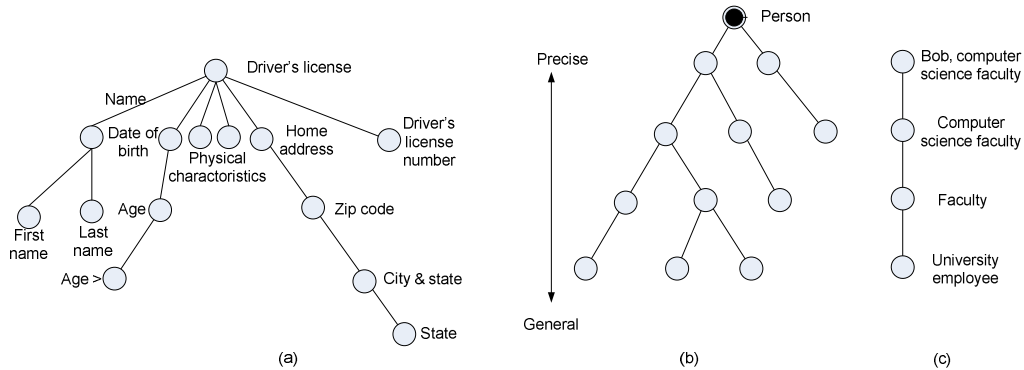 Driver's license
Name
Date of
birth
Physical
charactoristics
Home
address
Driver's
license
number
First
name
Last
name
Age
Zip code
Age >
City & state
State
(a)
Person
Precise
General
(b)
Bob, computer
science faculty
Computer
science faculty
Faculty
University
employee
(c)